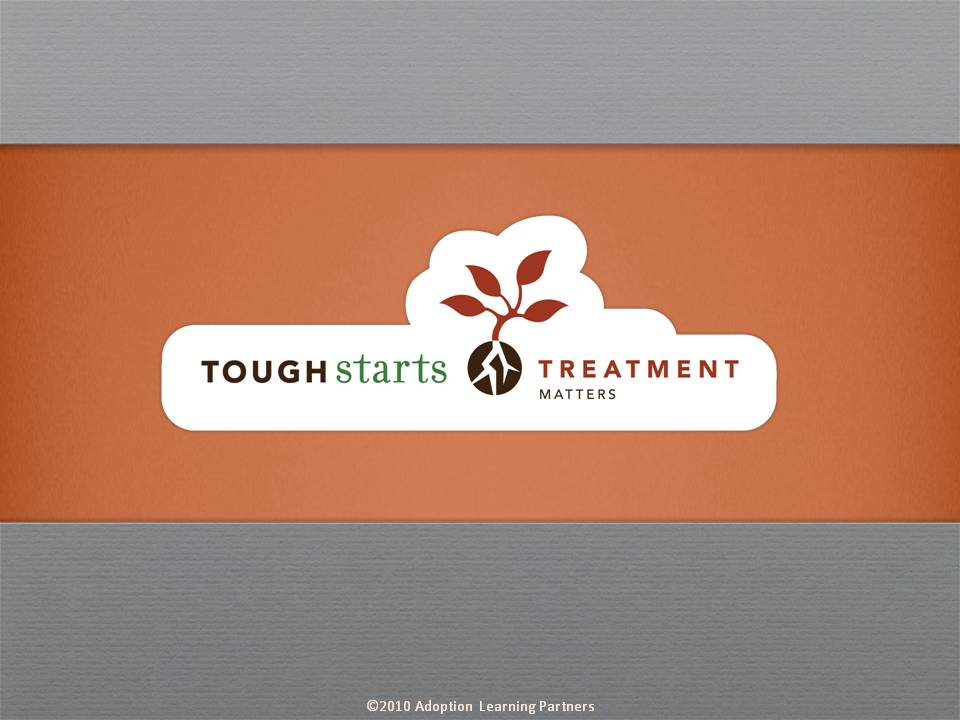 TOUGH starts TREATMENT
MATTERS
©2010 Adoption Learning Partners